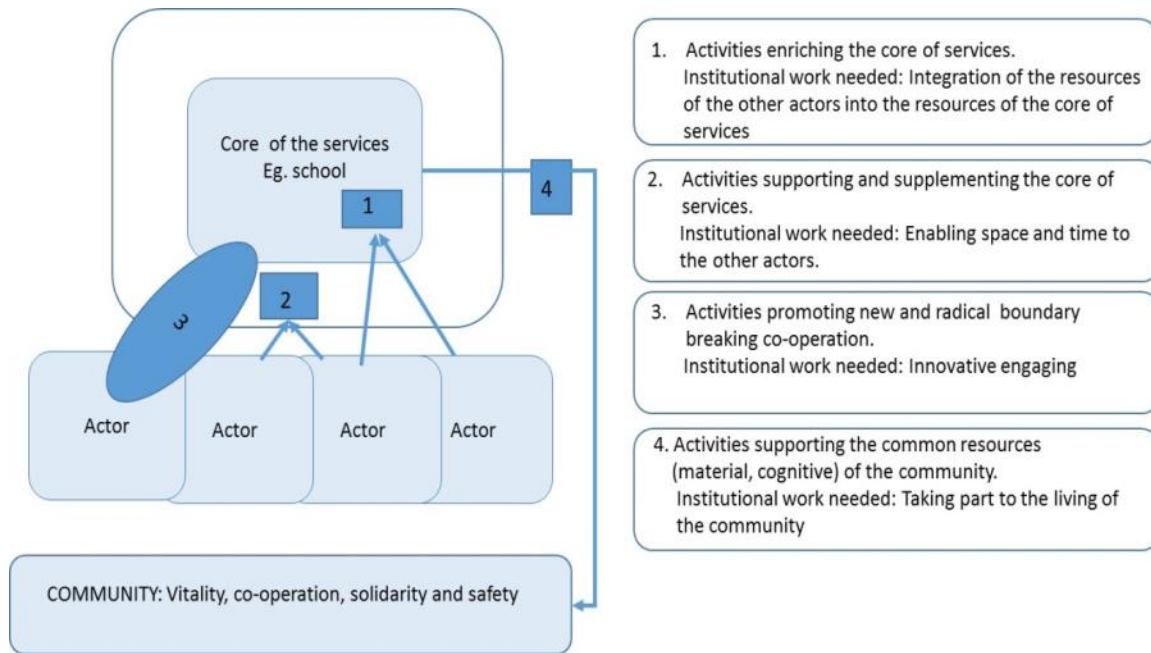 Core of the services
Eg. school
1
4
2
3
Actor
Actor
Actor
Actor
COMMUNITY: Vitality, co-operation, solidarity and safety
1. Activities enriching the core of services.
Institutional work needed: Integration of the resources
of the other actors into the resources of the core of
services
2. Activities supporting and supplementing the core of
services.
Institutional work needed: Enabling space and time to
the other actors.
3. Activities promoting new and radical boundary
breaking co-operation.
Institutional work needed: Innovative engaging
4. Activities supporting the common resources
(material, cognitive) of the community.
Institutional work needed: Taking part to the living of
the community